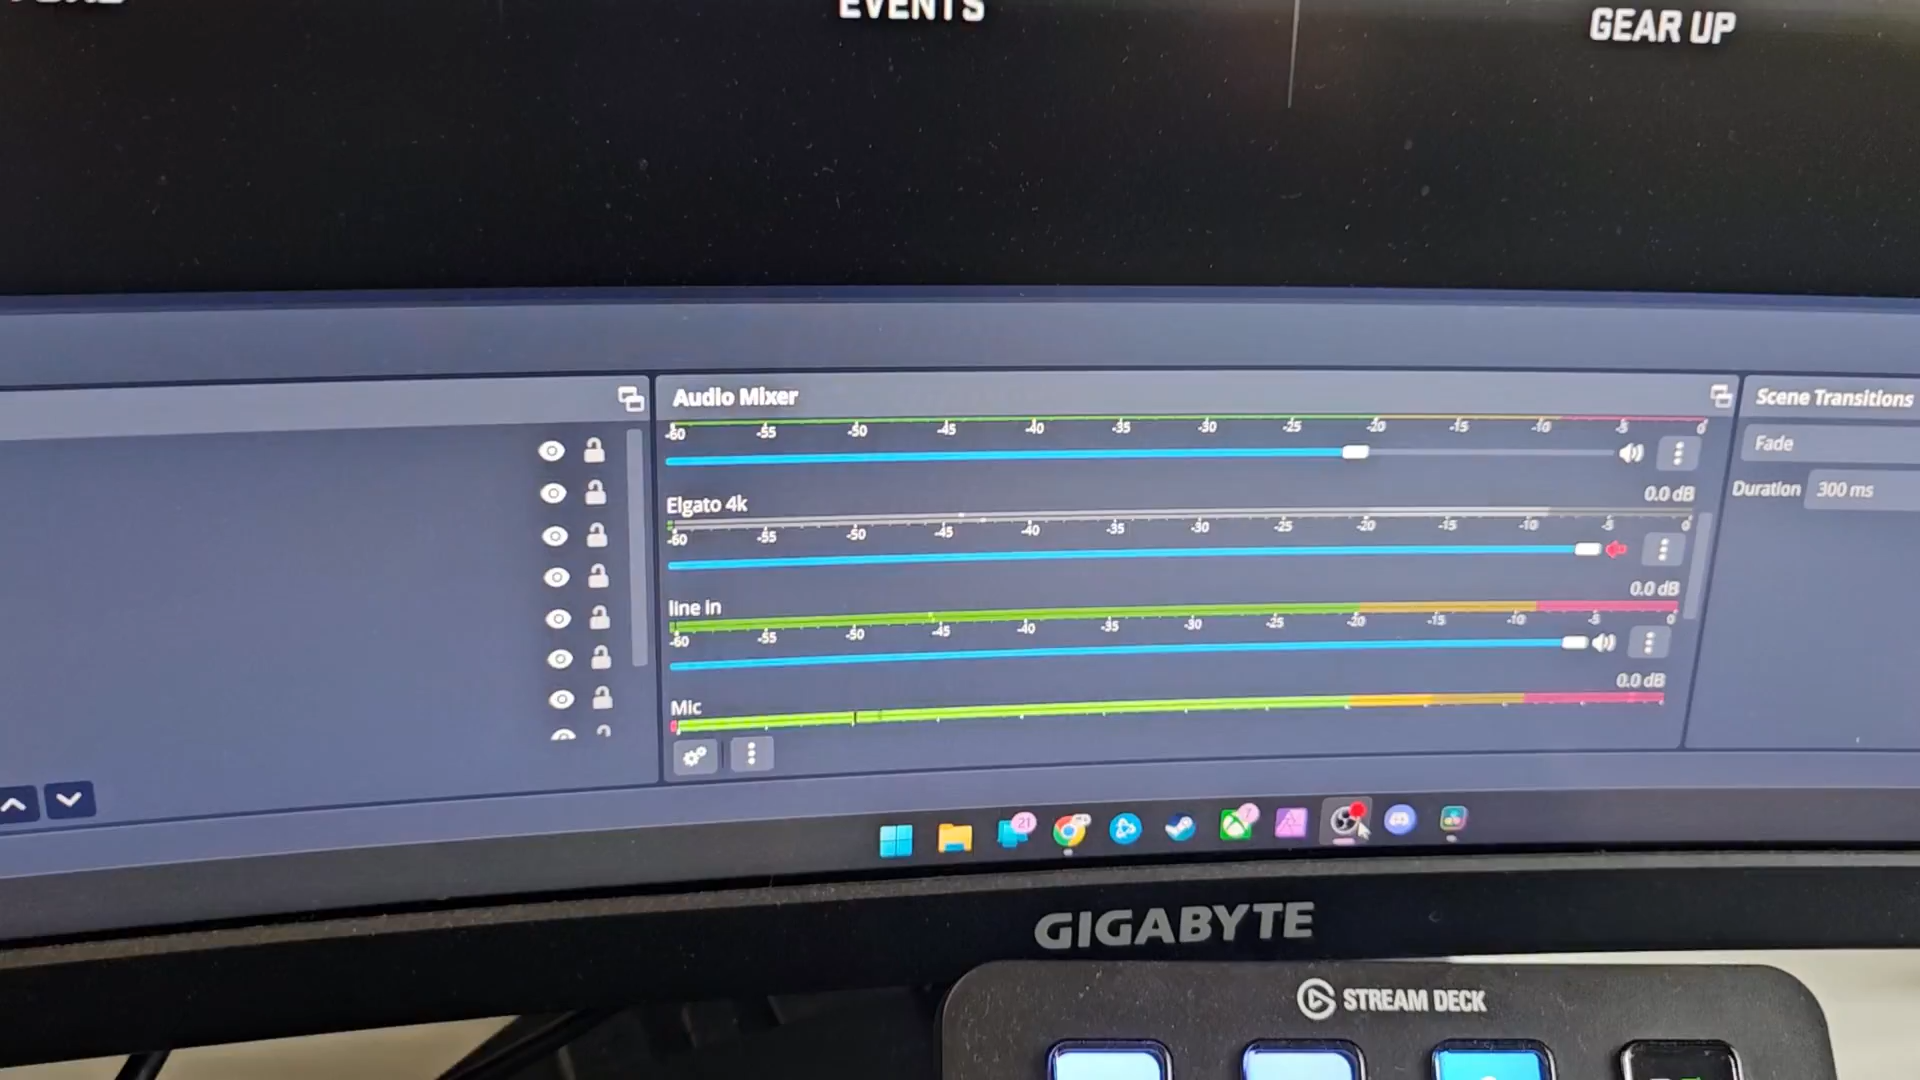 EVENTS
GEAR UP
Audio Mixer
Scene Transitions
-60 -55 -50 -45 -40 -35 -30 -25 -20 -15 -10 -5 0
Fade
Elgato 4k
0.0 dB
Duration 300 ms
-60 -55 -50 -45 -40 -35 -30 -25 -20 -15 -10 -5 0
line in
0.0 dB
-60 -55 -50 -45 -40 -35 -30 -25 -20 -15 -10 -5 0
Mic
0.0 dB
21
7
GIGABYTE
STREAM DECK